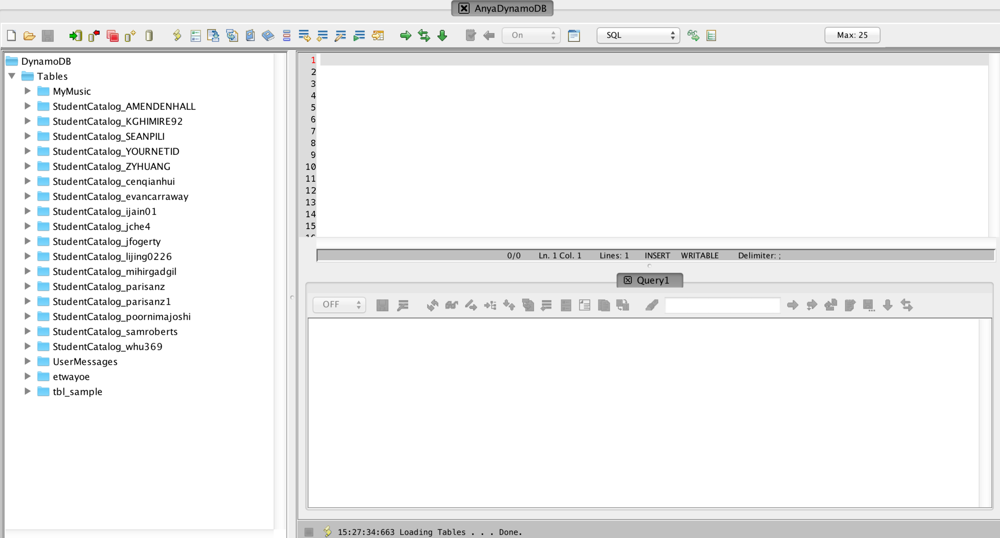 AnyaDynamoDB
On
SQL
Max: 25
DynamoDB
Tables
MyMusic
StudentCatalog_AMENDENHALL
StudentCatalog_KGHIMIRE92
StudentCatalog_SEANPILI
StudentCatalog_YOURNETID
StudentCatalog_ZYHUANG
StudentCatalog_cenqianhui
StudentCatalog_evancarraway
StudentCatalog_ijain01
StudentCatalog_jche4
StudentCatalog_jfogerty
StudentCatalog_lijing0226
StudentCatalog_mihirgadgil
StudentCatalog_parisanz
StudentCatalog_parisanz1
StudentCatalog_poornimajoshi
StudentCatalog_samroberts
StudentCatalog_whu369
UserMessages
etwayoe
tbl_sample
1
2
3
4
5
6
7
8
9
10
11
12
13
14
15
0/0 Ln. 1 Col. 1 Lines: 1 INSERT WRITABLE Delimiter: ;
Query1
OFF
15:27:34:663 Loading Tables . . . Done.